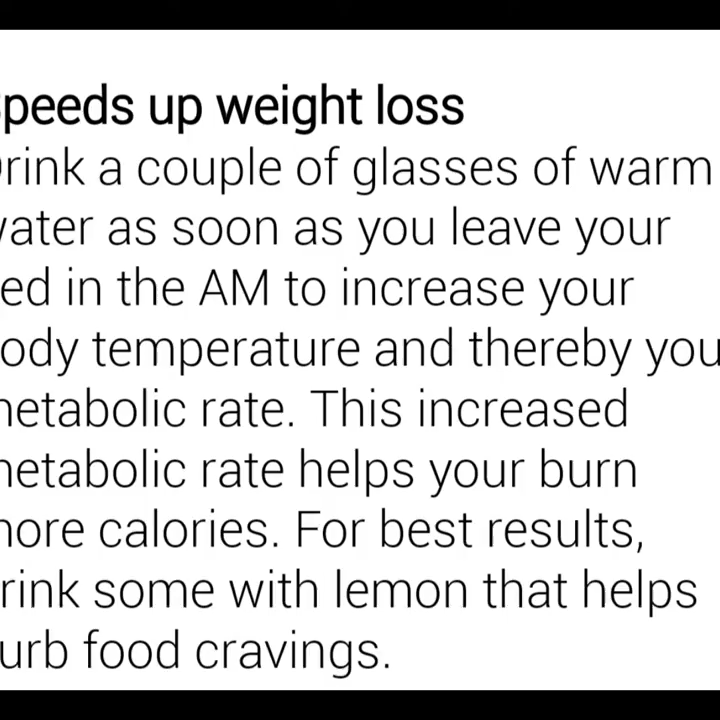 peeds up weight loss
rink a couple of glasses of warm
ater as soon as you leave your
ed in the AM to increase your
ody temperature and thereby you
etabolic rate. This increased
etabolic rate helps your burn
ore calories. For best results,
rink some with lemon that helps
urb food cravings.